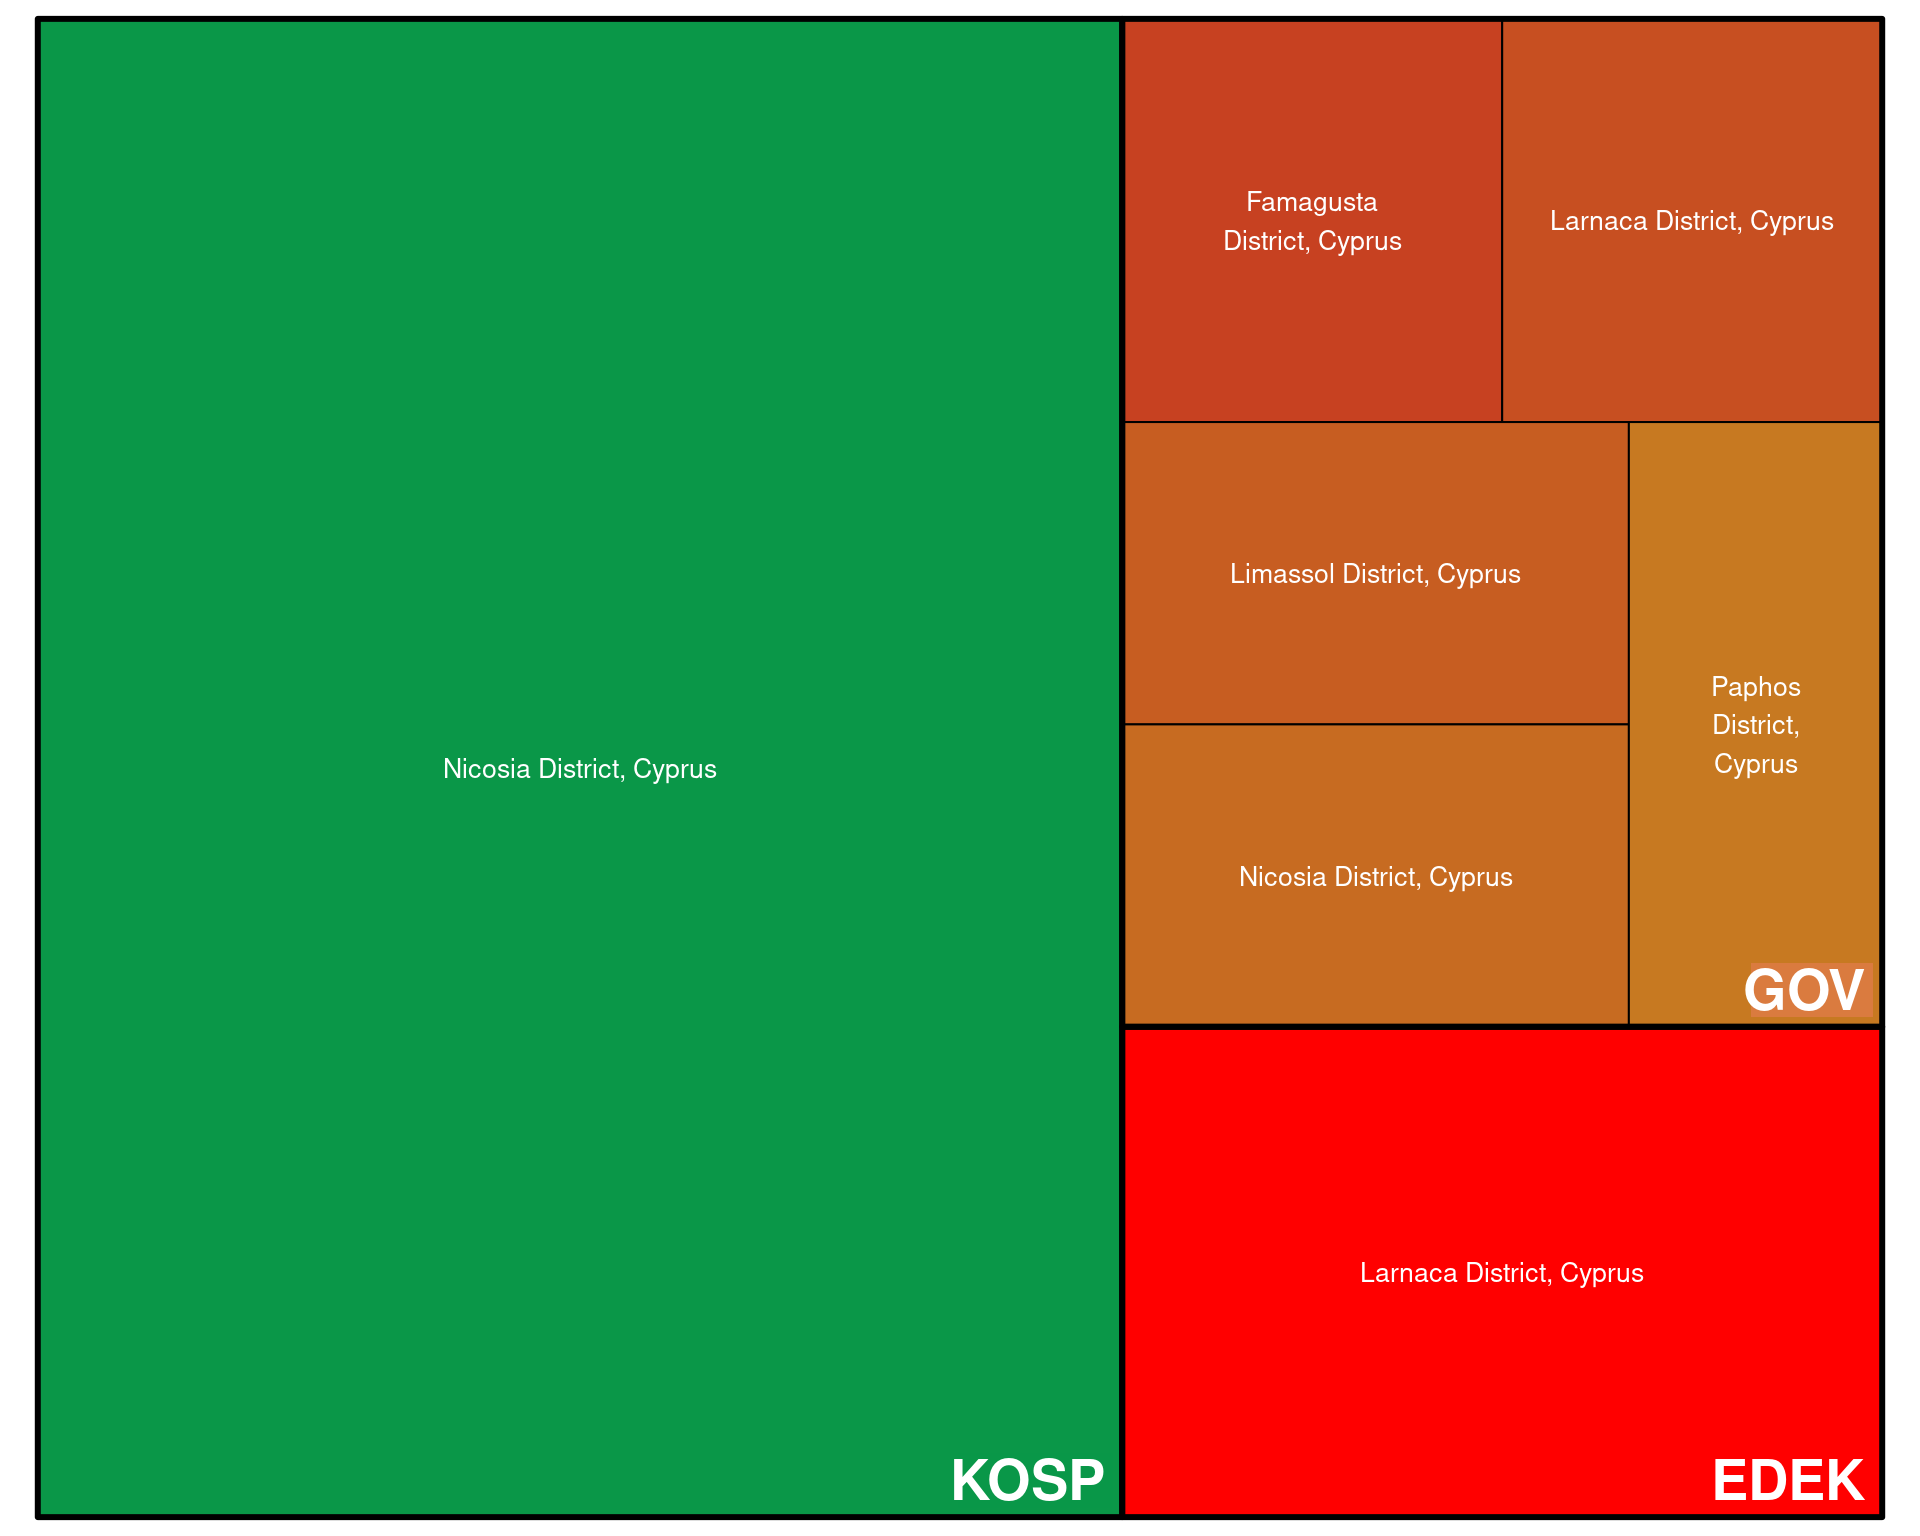 Nicosia District, Cyprus
KOSP
Famagusta
District, Cyprus
Larnaca District, Cyprus
Limassol District, Cyprus
Nicosia District, Cyprus
Paphos
District,
Cyprus
GOV
Larnaca District, Cyprus
EDEK